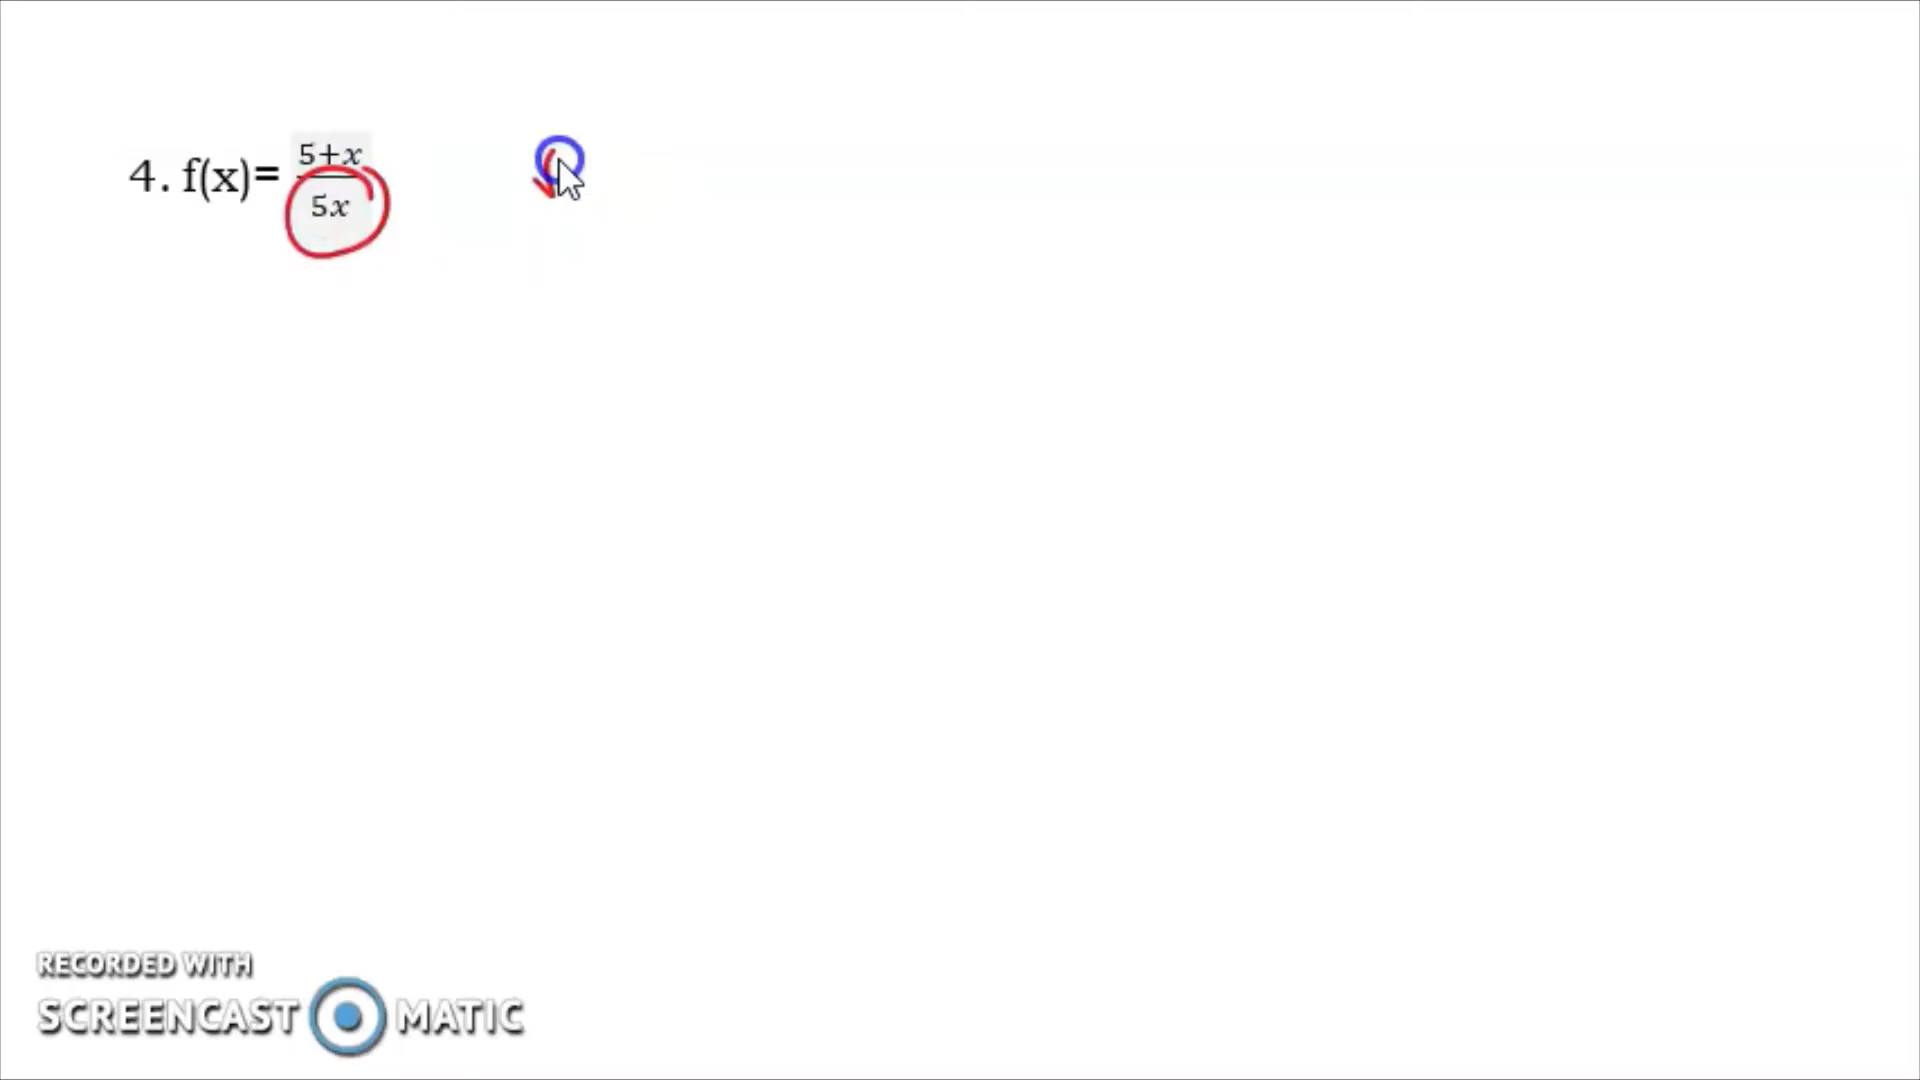 4. f(x)= 5+x
5x
RECORDED WITH
SCREENCAST MATIC